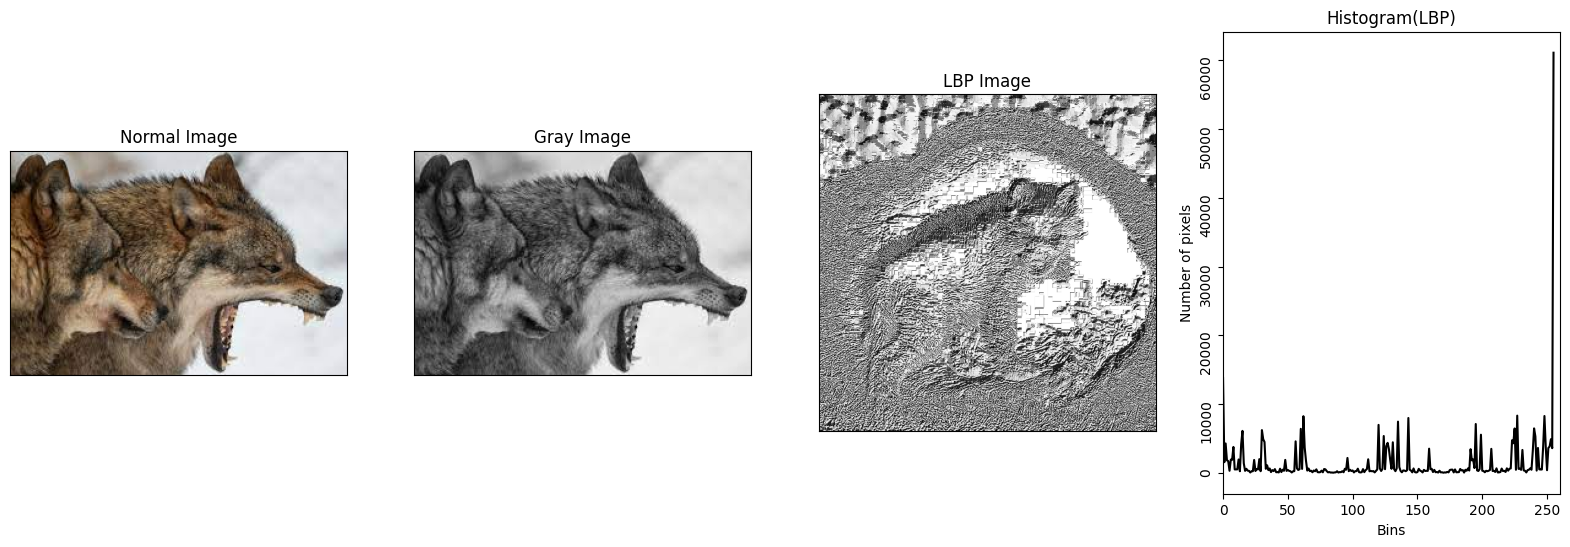 Normal Image
Gray Image
LBP Image
Histogram(LBP)
Number of pixels
60000
50000
40000
30000
20000
10000
0
0 50 100 150 200 250
Bins